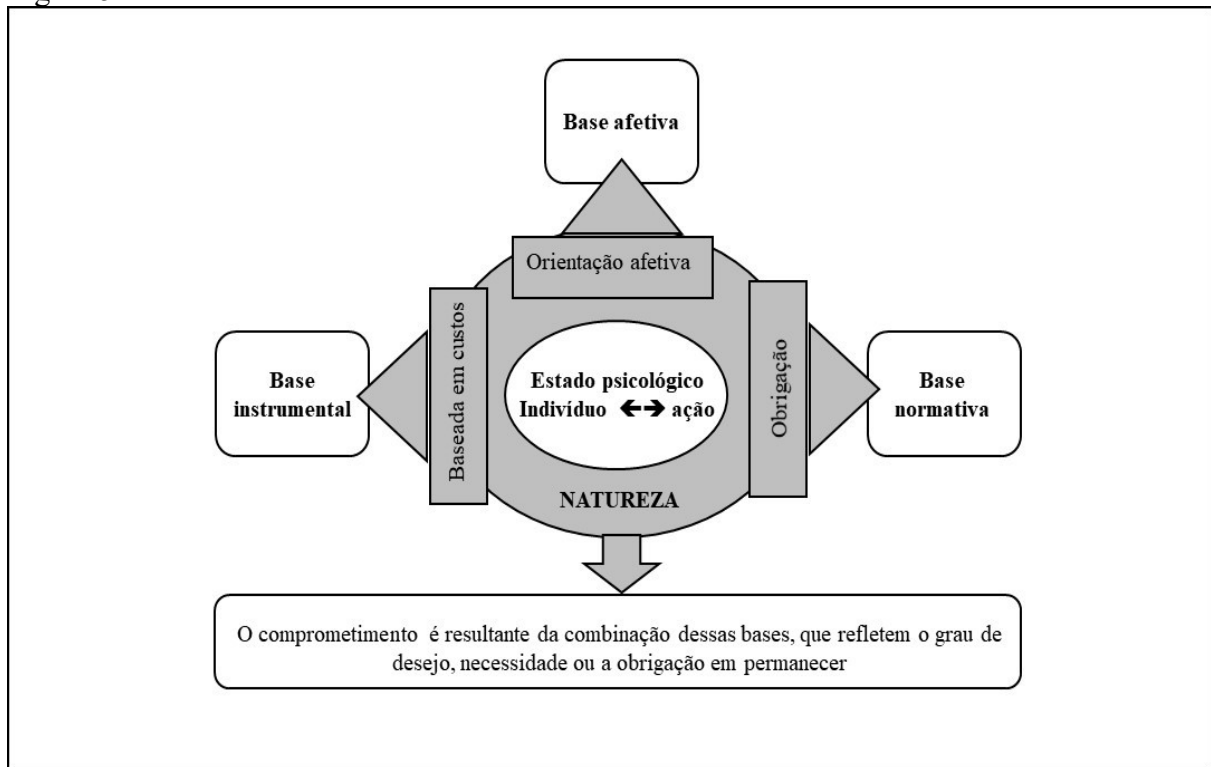 Base afetiva
Orientação afetiva
Baseada em custos
Obrigação
Base
instrumental
Estado psicológico
Indivíduo ←→ ação
Base
normativa
NATUREZA
O comprometimento é resultante da combinação dessas bases, que refletem o grau de
desejo, necessidade ou a obrigação em permanecer